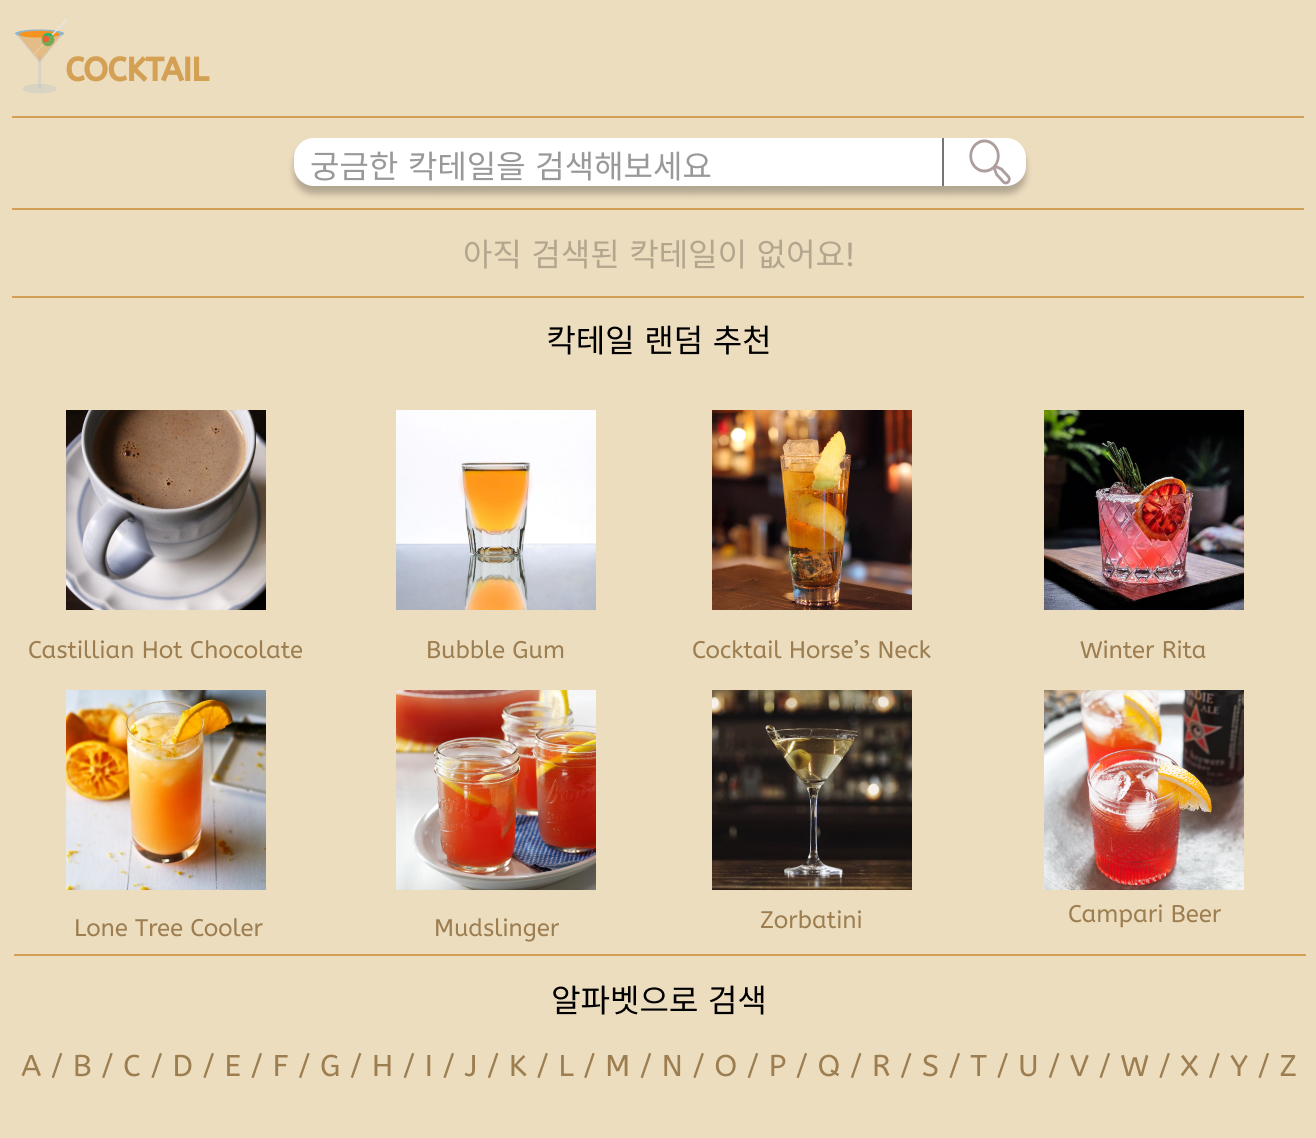 COCKTAIL
궁금한 칵테일을 검색해보세요
아직 검색된 칵테일이 없어요!
칵테일 랜덤 추천
Castillian Hot Chocolate
Bubble Gum
Cocktail Horse’s Neck
Winter Rita
Lone Tree Cooler
Mudslinger
Zorbatini
Campari Beer
알파벳으로 검색
A / B / C / D / E / F / G / H / I / J / K / L / M / N / O / P / Q / R / S / T / U / V / W / X / Y / Z